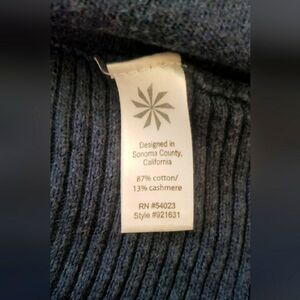 Designed in
Sonoma County,
California
87% cotton/
13% cashmere
RN #54023
Style #921631